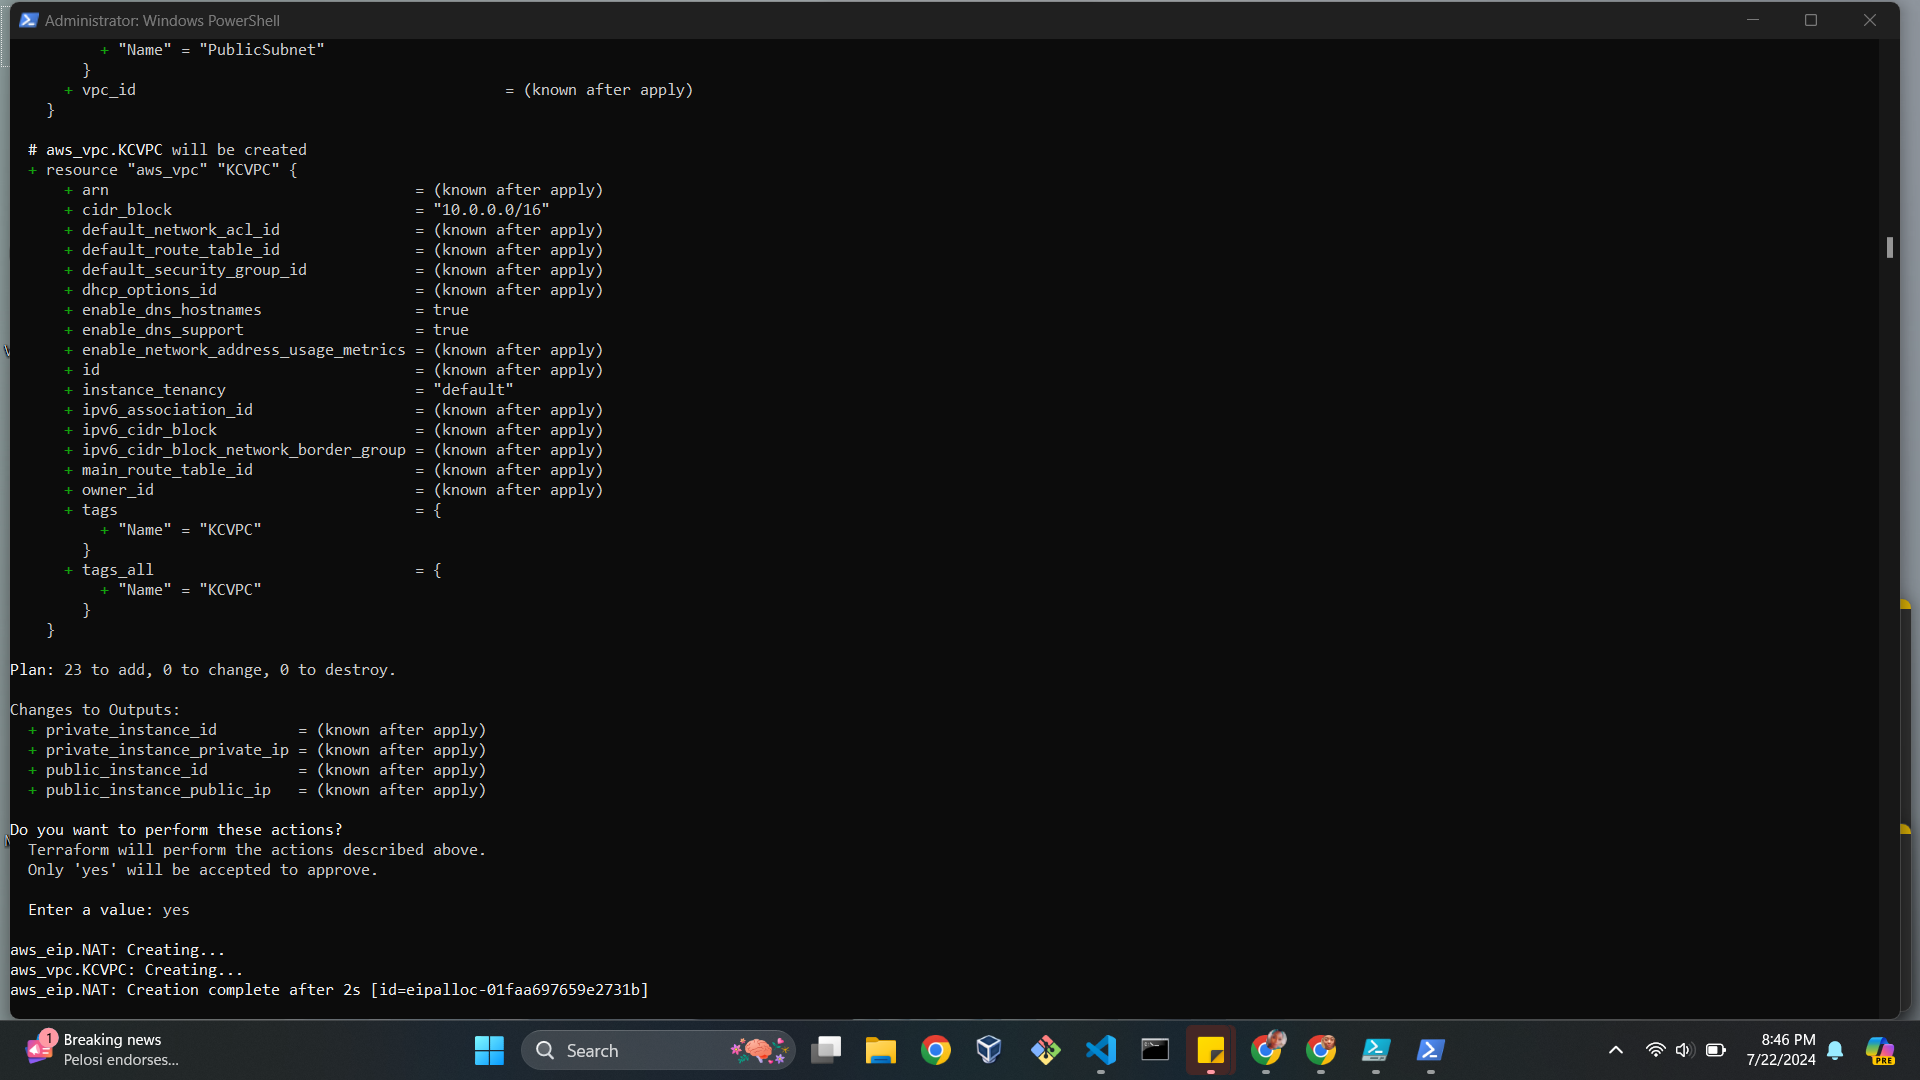 Administrator: Windows PowerShell
+ "Name" = "PublicSubnet"
}
+ vpc_id = (known after apply)
}
# aws_vpc.KCVPC will be created
+ resource "aws_vpc" "KCVPC" {
+ arn = (known after apply)
+ cidr_block = "10.0.0.0/16"
+ default_network_acl_id = (known after apply)
+ default_route_table_id = (known after apply)
+ default_security_group_id = (known after apply)
+ dhcp_options_id = (known after apply)
+ enable_dns_hostnames = true
+ enable_dns_support = true
+ enable_network_address_usage_metrics = (known after apply)
+ id = (known after apply)
+ instance_tenancy = "default"
+ ipv6_association_id = (known after apply)
+ ipv6_cidr_block = (known after apply)
+ ipv6_cidr_block_network_border_group = (known after apply)
+ main_route_table_id = (known after apply)
+ owner_id = (known after apply)
+ tags = {
+ "Name" = "KCVPC"
}
+ tags_all = {
+ "Name" = "KCVPC"
}
}
Plan: 23 to add, 0 to change, 0 to destroy.
Changes to Outputs:
+ private_instance_id = (known after apply)
+ private_instance_private_ip = (known after apply)
+ public_instance_id = (known after apply)
+ public_instance_public_ip = (known after apply)
Do you want to perform these actions?
Terraform will perform the actions described above.
Only 'yes' will be accepted to approve.
Enter a value: yes
aws_eip.NAT: Creating...
aws_vpc.KCVPC: Creating...
aws_eip.NAT: Creation complete after 2s [id=eipalloc-01faa697659e2731b]
1
Breaking news
Pelosi endorses...
Search
8:46 PM
7/22/2024
PRE